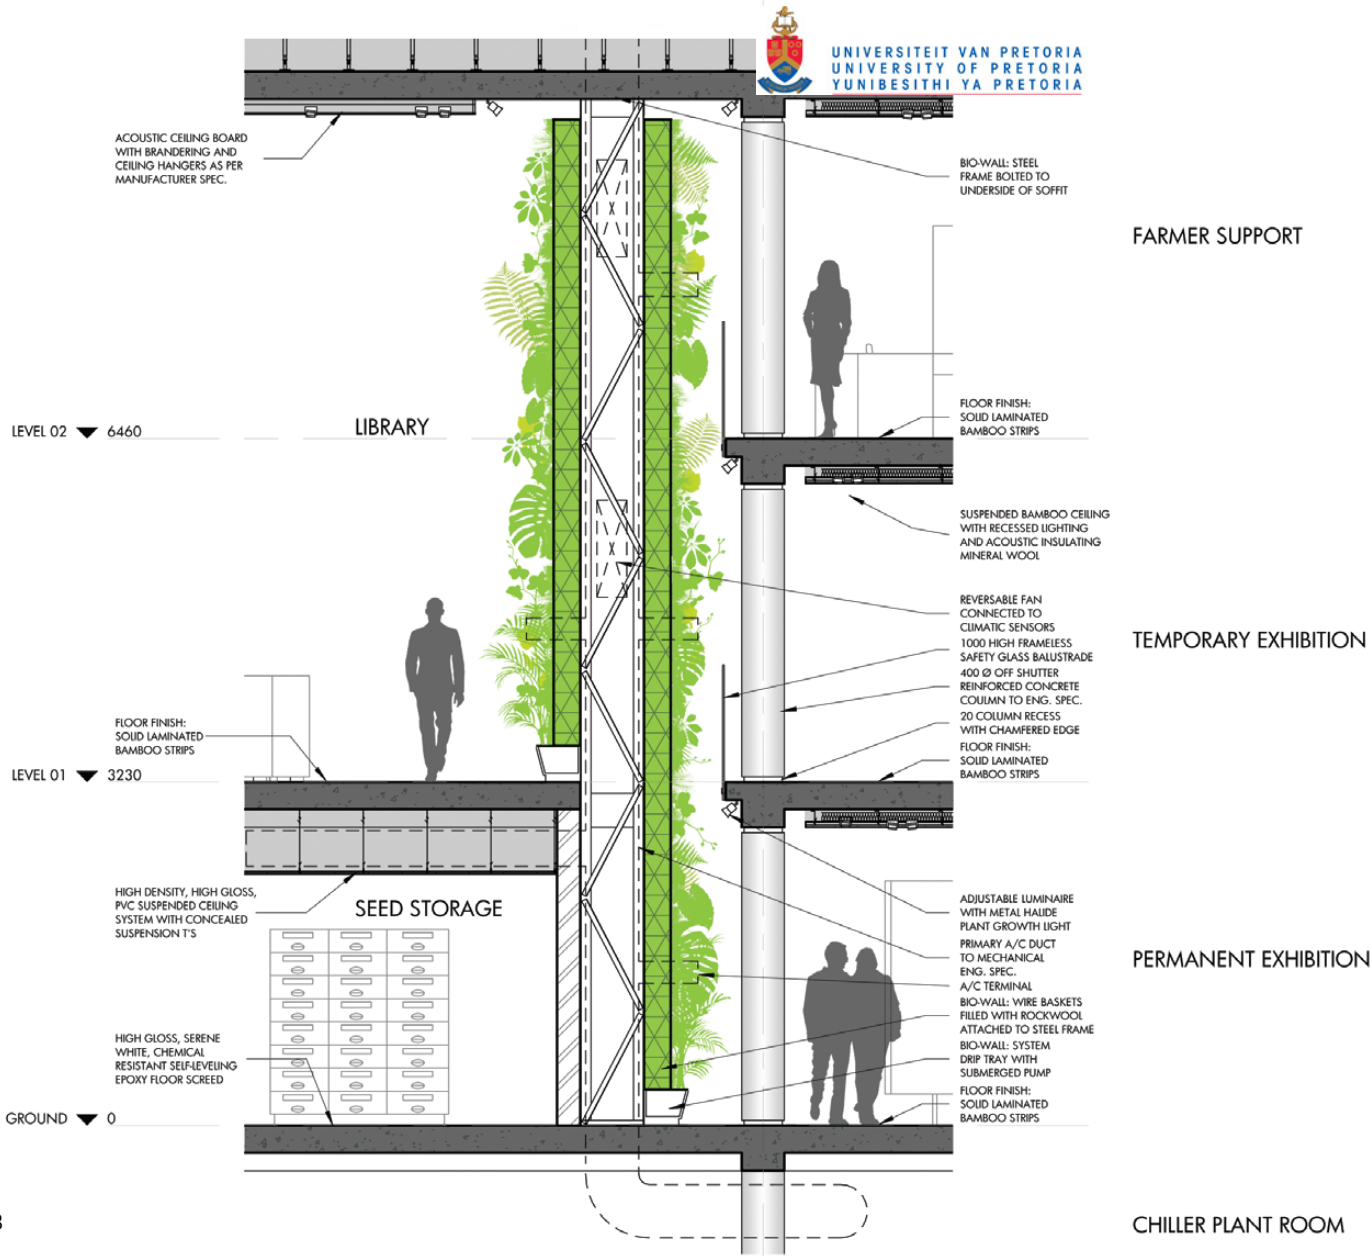 UNIVERSITEIT VAN PRETORIA
UNIVERSITY OF PRETORIA
YUNIBESITHI YA PRETORIA
ACOUSTIC CEILING BOARD
WITH BRANDERING AND
CEILING HANGERS AS PER
MANUFACTURER SPEC.
BIO-WALL: STEEL
FRAME BOLTED TO
UNDERSIDE OF SOFFIT
FARMER SUPPORT
FLOOR FINISH:
SOLID LAMINATED
BAMBOO STRIPS
LEVEL 02 6460
LIBRARY
SUSPENDED BAMBOO CEILING
WITH RECESSED LIGHTING
AND ACOUSTIC INSULATING
MINERAL WOOL
REVERSABLE FAN
CONNECTED TO
CLIMATIC SENSORS
1000 HIGH FRAMELESS
SAFETY GLASS BALUSTRADE
400 Ø OFF SHUTTER
REINFORCED CONCRETE
COULMN TO ENG. SPEC.
20 COLUMN RECESS
WITH CHAMFERED EDGE
FLOOR FINISH:
SOLID LAMINATED
BAMBOO STRIPS
TEMPORARY EXHIBITION
FLOOR FINISH:
SOLID LAMINATED
BAMBOO STRIPS
LEVEL 01 3230
HIGH DENSITY, HIGH GLOSS,
PVC SUSPENDED CEILING
SYSTEM WITH CONCEALED
SUSPENSION T'S
SEED STORAGE
ADJUSTABLE LUMINAIRE
WITH METAL HALIDE
PLANT GROWTH LIGHT
PRIMARY A/C DUCT
TO MECHANICAL
ENG. SPEC.
A/C TERMINAL
BIO-WALL: WIRE BASKETS
FILLED WITH ROCKWOOL
ATTACHED TO STEEL FRAME
BIO-WALL: SYSTEM
DRIP TRAY WITH
SUBMERGED PUMP
FLOOR FINISH:
SOLID LAMINATED
BAMBOO STRIPS
PERMANENT EXHIBITION
HIGH GLOSS, SERENE
WHITE, CHEMICAL
RESISTANT SELF-LEVELING
EPOXY FLOOR SCREED
GROUND 0
CHILLER PLANT ROOM